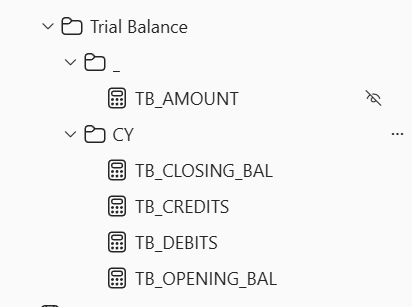 Trial Balance
_
TB_AMOUNT
CY
...
TB_CLOSING_BAL
TB_CREDITS
TB_DEBITS
TB_OPENING_BAL